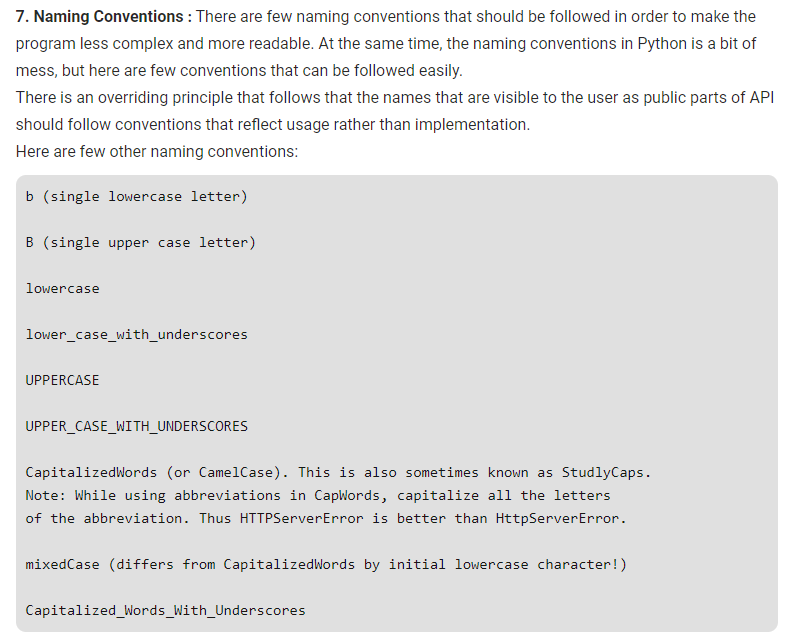 7. Naming Conventions : There are few naming conventions that should be followed in order to make the
program less complex and more readable. At the same time, the naming conventions in Python is a bit of
mess, but here are few conventions that can be followed easily.
There is an overriding principle that follows that the names that are visible to the user as public parts of API
should follow conventions that reflect usage rather than implementation.
Here are few other naming conventions:
b (single lowercase letter)
B (single upper case letter)
lowercase
lower_case_with_underscores
UPPERCASE
UPPER_CASE_WITH_UNDERSCORES
CapitalizedWords (or CamelCase). This is also sometimes known as StudlyCaps.
Note: While using abbreviations in CapWords, capitalize all the letters
of the abbreviation. Thus HTTPServerError is better than HttpServerError.
mixedCase (differs from CapitalizedWords by initial lowercase character!)
Capitalized_Words_With_Underscores